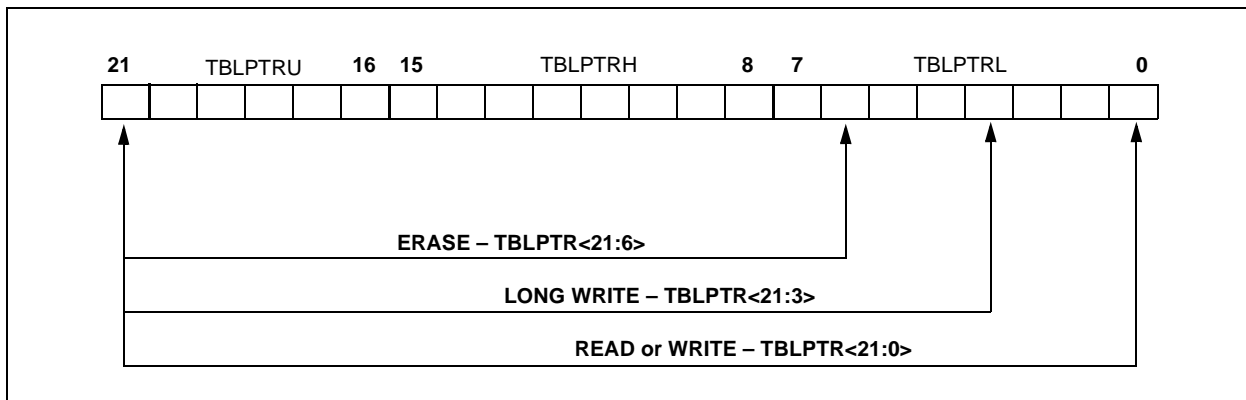 21 TBLPTRU 16 15 TBLPTRH 8 7 TBLPTRL 0
ERASE – TBLPTR<21:6>
LONG WRITE – TBLPTR<21:3>
READ or WRITE – TBLPTR<21:0>